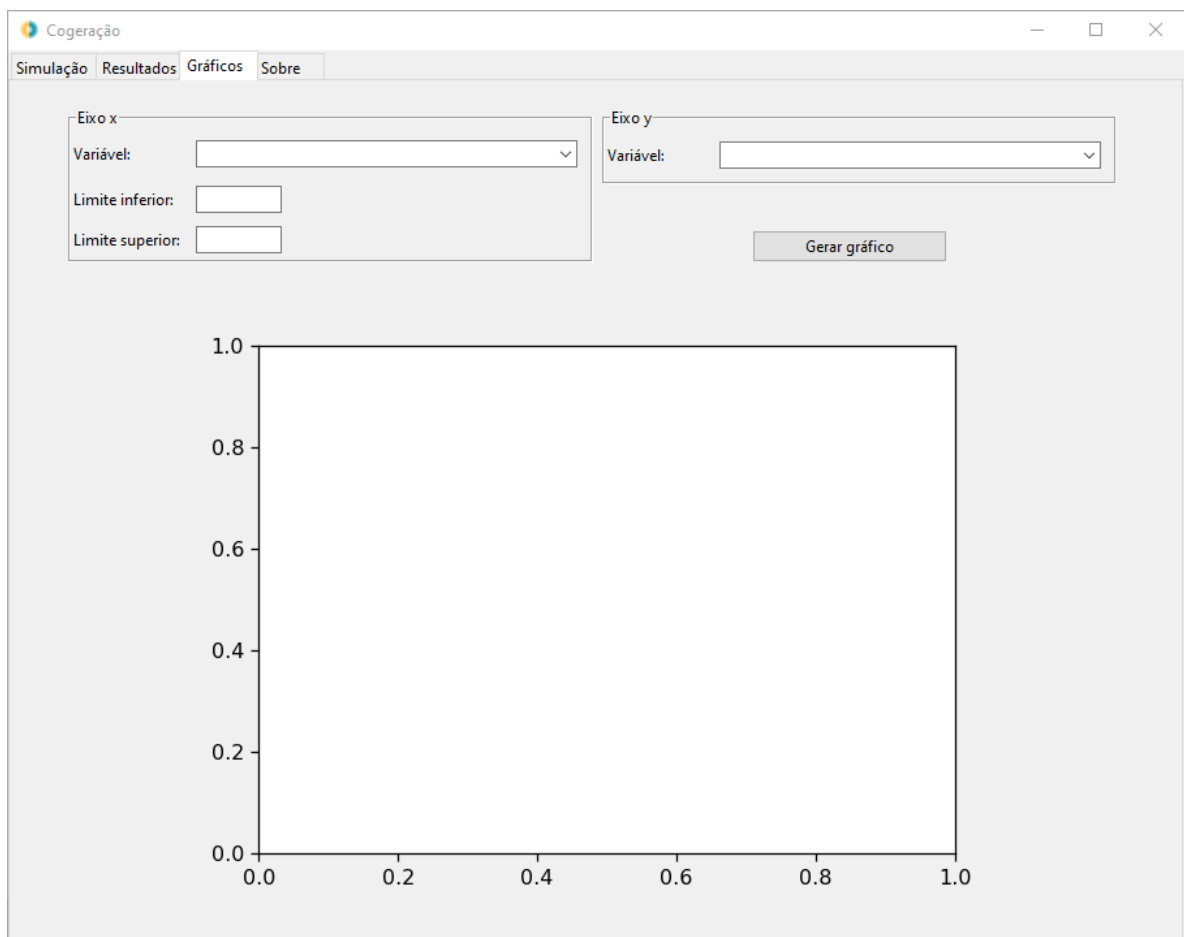 Cogeração
Simulação Resultados Gráficos Sobre
Eixo x
Variável:
Limite inferior:
Limite superior:
Eixo y
Variável:
Gerar gráfico
1.0
0.8
0.6
0.4
0.2
0.0
0.0 0.2 0.4 0.6 0.8 1.0